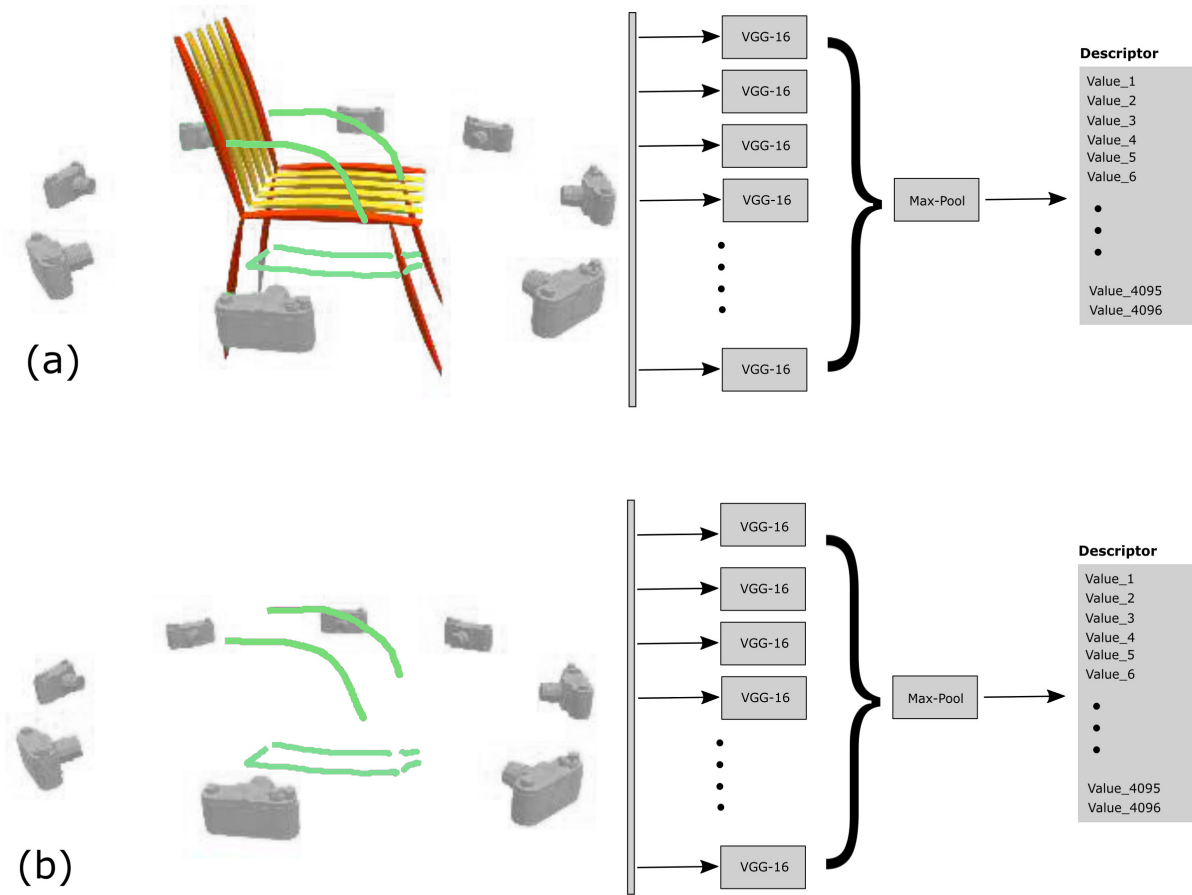 VGG-16
VGG-16
VGG-16
VGG-16
VGG-16
Max-Pool
Descriptor
Value_1
Value_2
Value_3
Value_4
Value_5
Value_6
Value_4095
Value_4096
(a)
VGG-16
VGG-16
VGG-16
VGG-16
VGG-16
Max-Pool
Descriptor
Value_1
Value_2
Value_3
Value_4
Value_5
Value_6
Value_4095
Value_4096
(b)